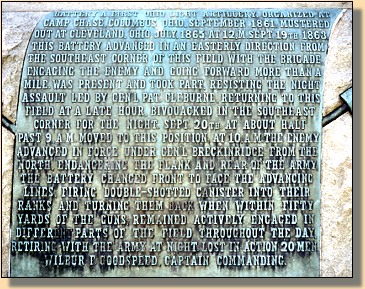 BATTERY A FIRST OHIO LIGHT ARTILLERY ORGANIZED AT
CAMP CHASE, COLUMBUS, OHIO, SEPTEMBER 1861, MUSTERED
OUT AT CLEVELAND, OHIO, JULY 1865. AT 12 M. SEPT. 19TH 1863
THIS BATTERY ADVANCED IN AN EASTERLY DIRECTION FROM
THE SOUTHEAST CORNER OF THIS FIELD WITH THE BRIGADE,
ENGAGING THE ENEMY AND GOING FORWARD MORE THAN A
MILE. WAS PRESENT AND TOOK PART RESISTING THE NIGHT
ASSAULT LED BY GENL. PAT. CLEBURNE. RETURNING TO THIS
FIELD AT A LATE HOUR, BIVOUACKED IN THE SOUTHEAST
CORNER FOR THE NIGHT. SEPT. 20TH AT ABOUT HALF
PAST 9 A.M. MOVED TO THIS POSITION. AT 10 A.M. THE ENEMY
ADVANCED IN FORCE UNDER GENL. BRECKINRIDGE FROM THE
NORTH ENDANGERING THE FLANK AND REAR OF THE ARMY.
THE BATTERY CHANGED FRONT TO FACE THE ADVANCING
LINES, FIRING DOUBLE-SHOTTED CANISTER INTO THEIR
RANKS AND TURNING THEM BACK WHEN WITHIN FIFTY
YARDS OF THE GUNS. REMAINED ACTIVELY ENGAGED IN
DIFFERENT PARTS OF THE FIELD THROUGHOUT THE DAY,
RETIRING WITH THE ARMY AT NIGHT. LOST IN ACTION 20 MEN.
WILBUR F. GOODSPEED, CAPTAIN COMMANDING.